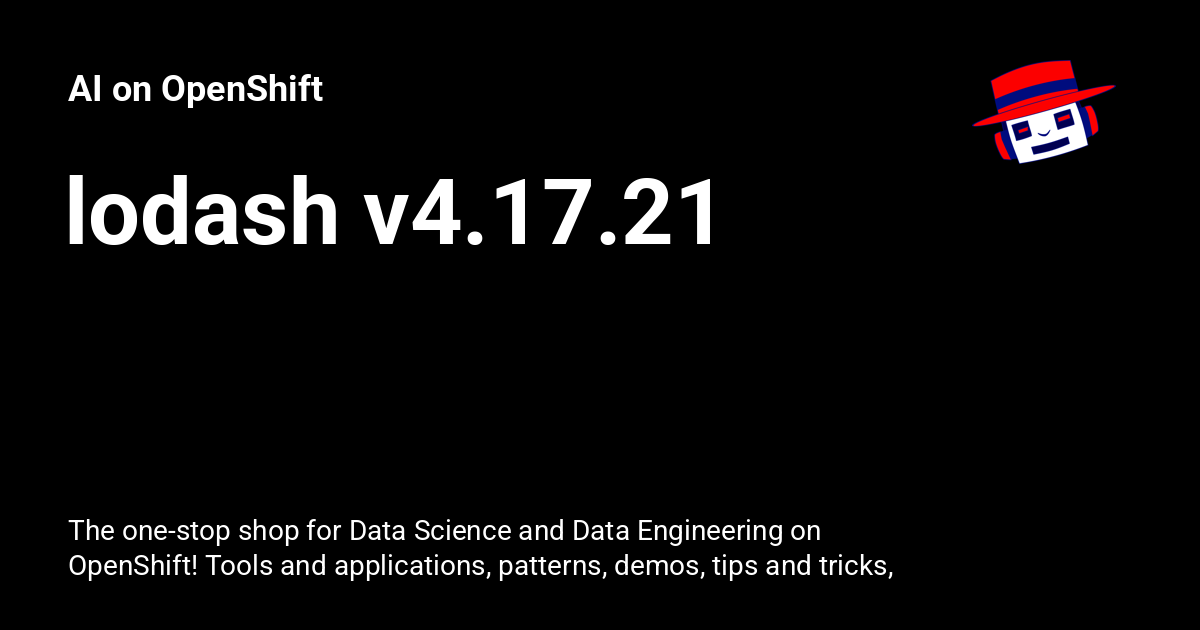 AI on OpenShift
lodash v4.17.21
The one-stop shop for Data Science and Data Engineering on
OpenShift! Tools and applications, patterns, demos, tips and tricks,